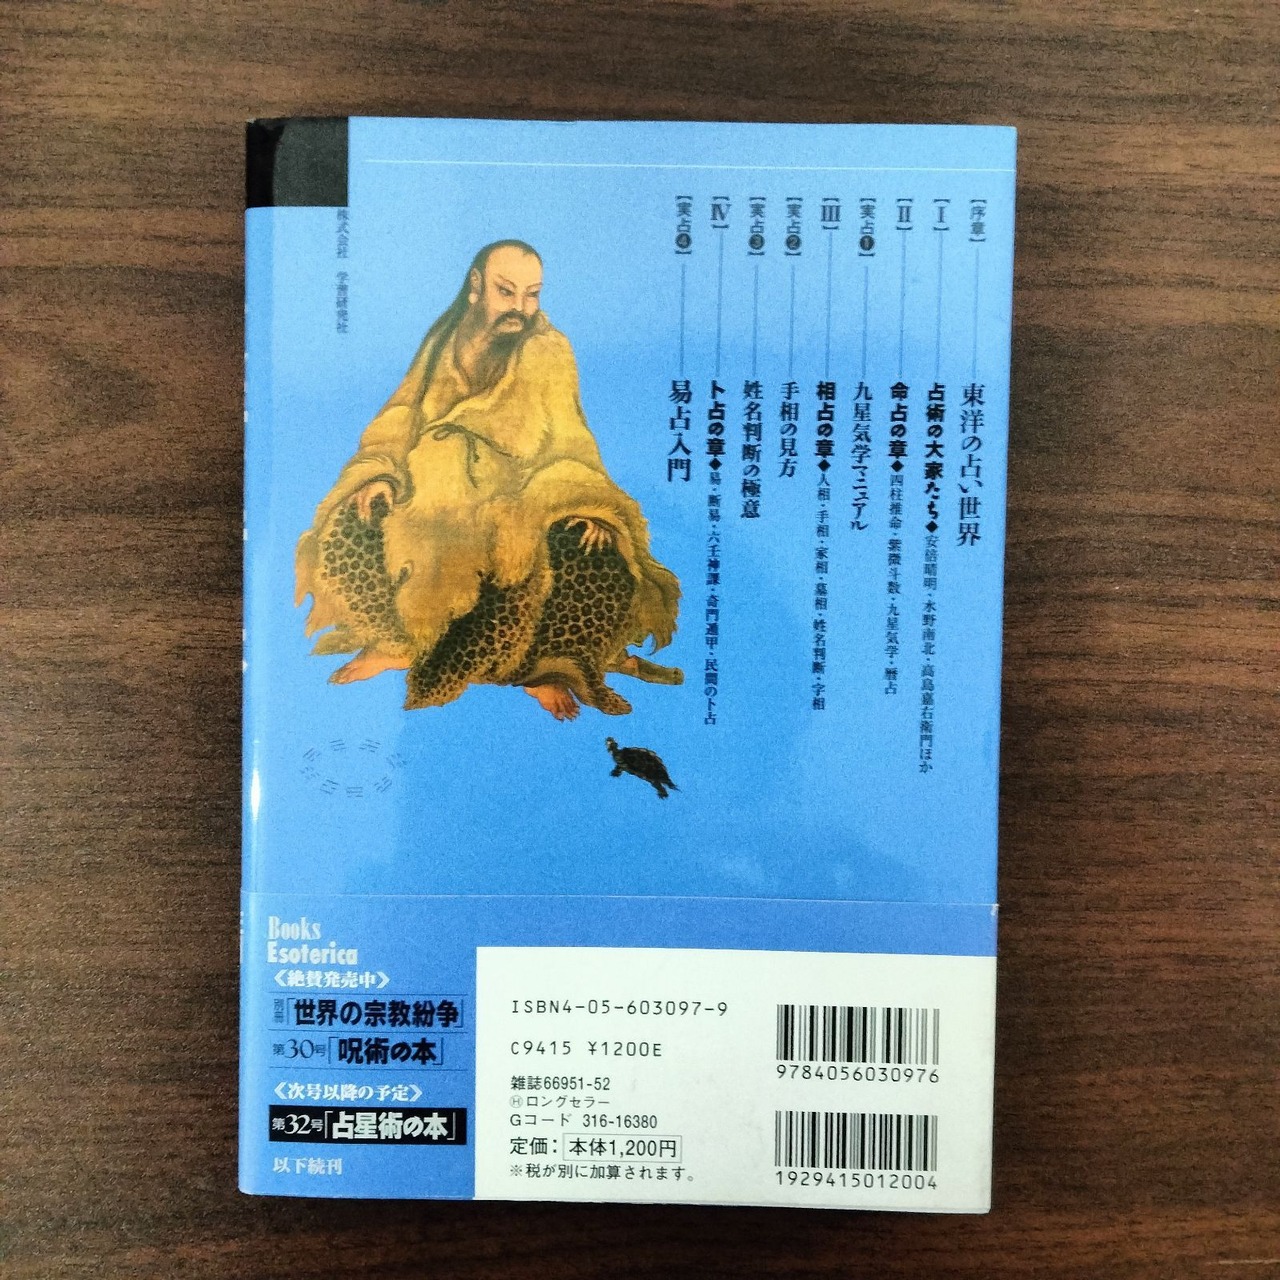 【序章】東洋の占い世界
【Ⅰ】占術の大家たち◆安倍晴明・水野南北・高島嘉右衛門ほか
【Ⅱ】命占の章◆四柱推命・紫微斗数・九星気学・暦占
【実占❶】九星気学マニュアル
【Ⅲ】相占の章◆人相・手相・家相・墓相・姓名判断・字相
【実占❷】手相の見方
【実占❸】姓名判断の極意
【Ⅳ】卜占の章◆易・断易・六壬神課・奇門遁甲・民間の卜占
【実占❹】易占入門
株式会社 学習研究社
Books
Esoterica
《絶賛発売中》
別冊「世界の宗教紛争」
第30号「呪術の本」
《次号以降の予定》
第32号「占星術の本」
以下続刊
ISBN4-05-603097-9
C9415 ¥1200E
雑誌66951-52
Ⓗロングセラー
Gコード 316-16380
定価：本体1,200円
※税が別に加算されます。
9784056030976
1929415012004